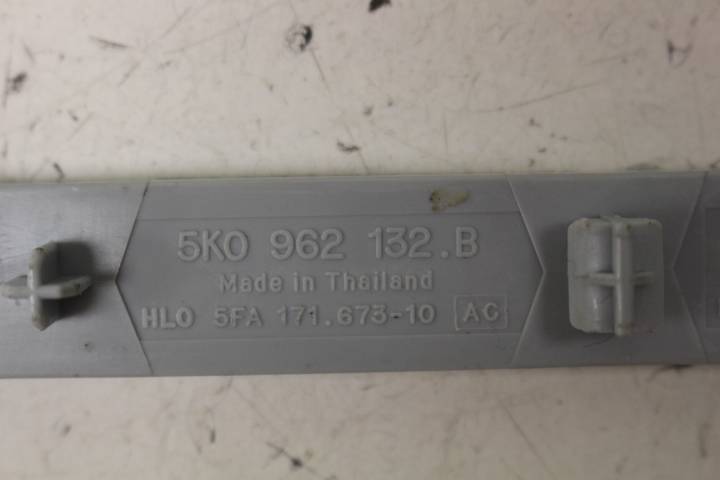 5K0 962 132.B
Made in Thailand
HLO 5FA 171.673-10 AC